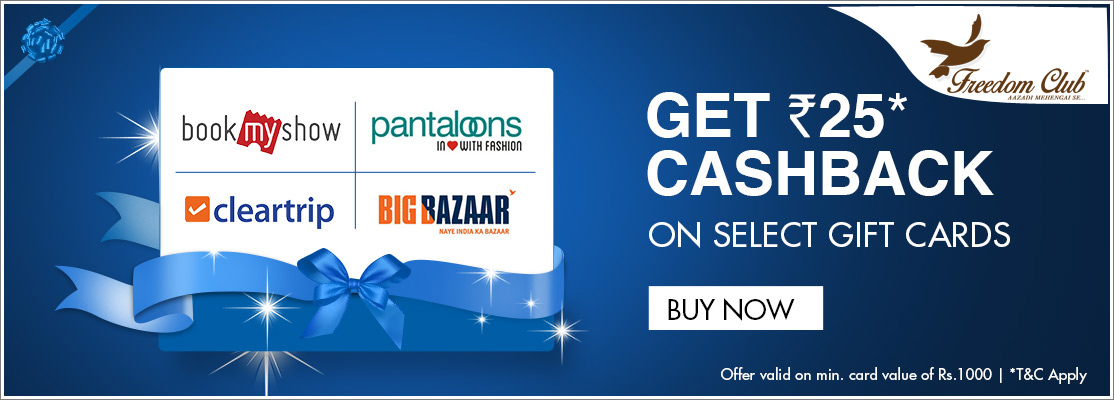 bookmyshow
pantaloons
IN ❤ WITH FASHION
cleartrip
BIG BAZAAR
NAYE INDIA KA BAZAAR
Freedom Club™
AAZADI MEHENGAI SE...
GET ₹25*
CASHBACK
ON SELECT GIFT CARDS
BUY NOW
Offer valid on min. card value of Rs.1000 | *T&C Apply